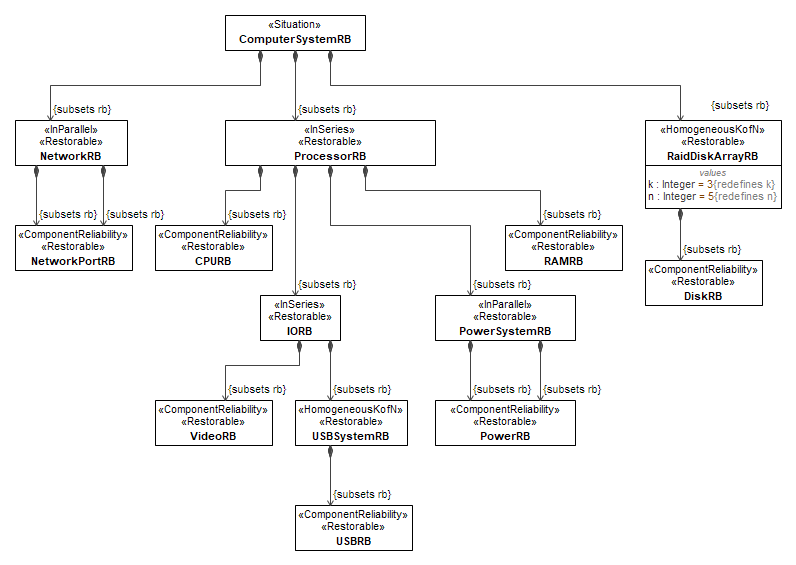 «Situation»
ComputerSystemRB
{subsets rb}
{subsets rb}
{subsets rb}
«InParallel»
«Restorable»
NetworkRB
«InSeries»
«Restorable»
ProcessorRB
«HomogeneousKofN»
«Restorable»
RaidDiskArrayRB
values
k : Integer = 3{redefines k}
n : Integer = 5{redefines n}
{subsets rb}
{subsets rb}
{subsets rb}
{subsets rb}
«ComponentReliability»
«Restorable»
NetworkPortRB
«ComponentReliability»
«Restorable»
CPURB
«ComponentReliability»
«Restorable»
RAMRB
{subsets rb}
«ComponentReliability»
«Restorable»
DiskRB
{subsets rb}
{subsets rb}
«InSeries»
«Restorable»
IORB
«InParallel»
«Restorable»
PowerSystemRB
{subsets rb}
{subsets rb}
{subsets rb}
{subsets rb}
«ComponentReliability»
«Restorable»
VideoRB
«HomogeneousKofN»
«Restorable»
USBSystemRB
«ComponentReliability»
«Restorable»
PowerRB
{subsets rb}
«ComponentReliability»
«Restorable»
USBRB